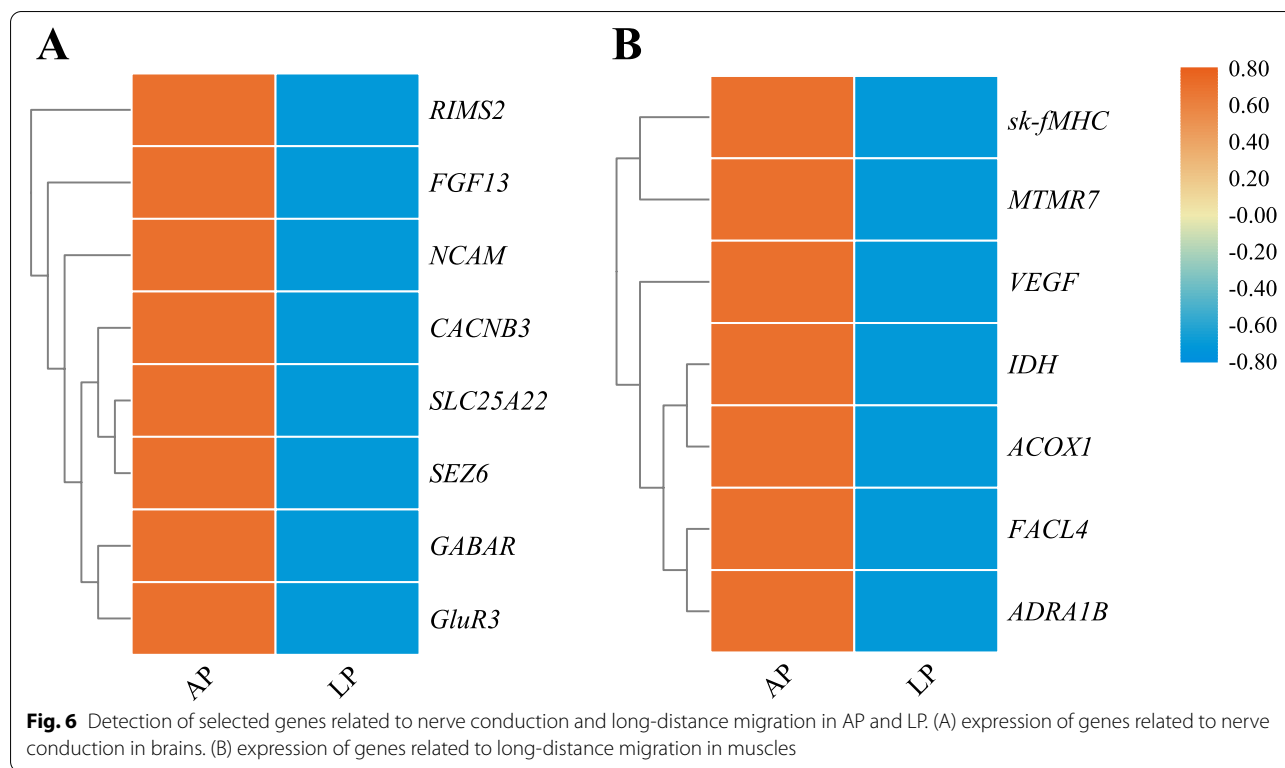 A
RIMS2
FGF13
NCAM
CACNB3
SLC25A22
SEZ6
GABAR
GluR3
AP
LP
B
sk-fMHC
MTMR7
VEGF
IDH
ACOX1
FACL4
ADRA1B
AP
LP
0.80
0.60
0.40
0.20
-0.00
-0.20
-0.40
-0.60
-0.80
Fig. 6 Detection of selected genes related to nerve conduction and long-distance migration in AP and LP. (A) expression of genes related to nerve
conduction in brains. (B) expression of genes related to long-distance migration in muscles